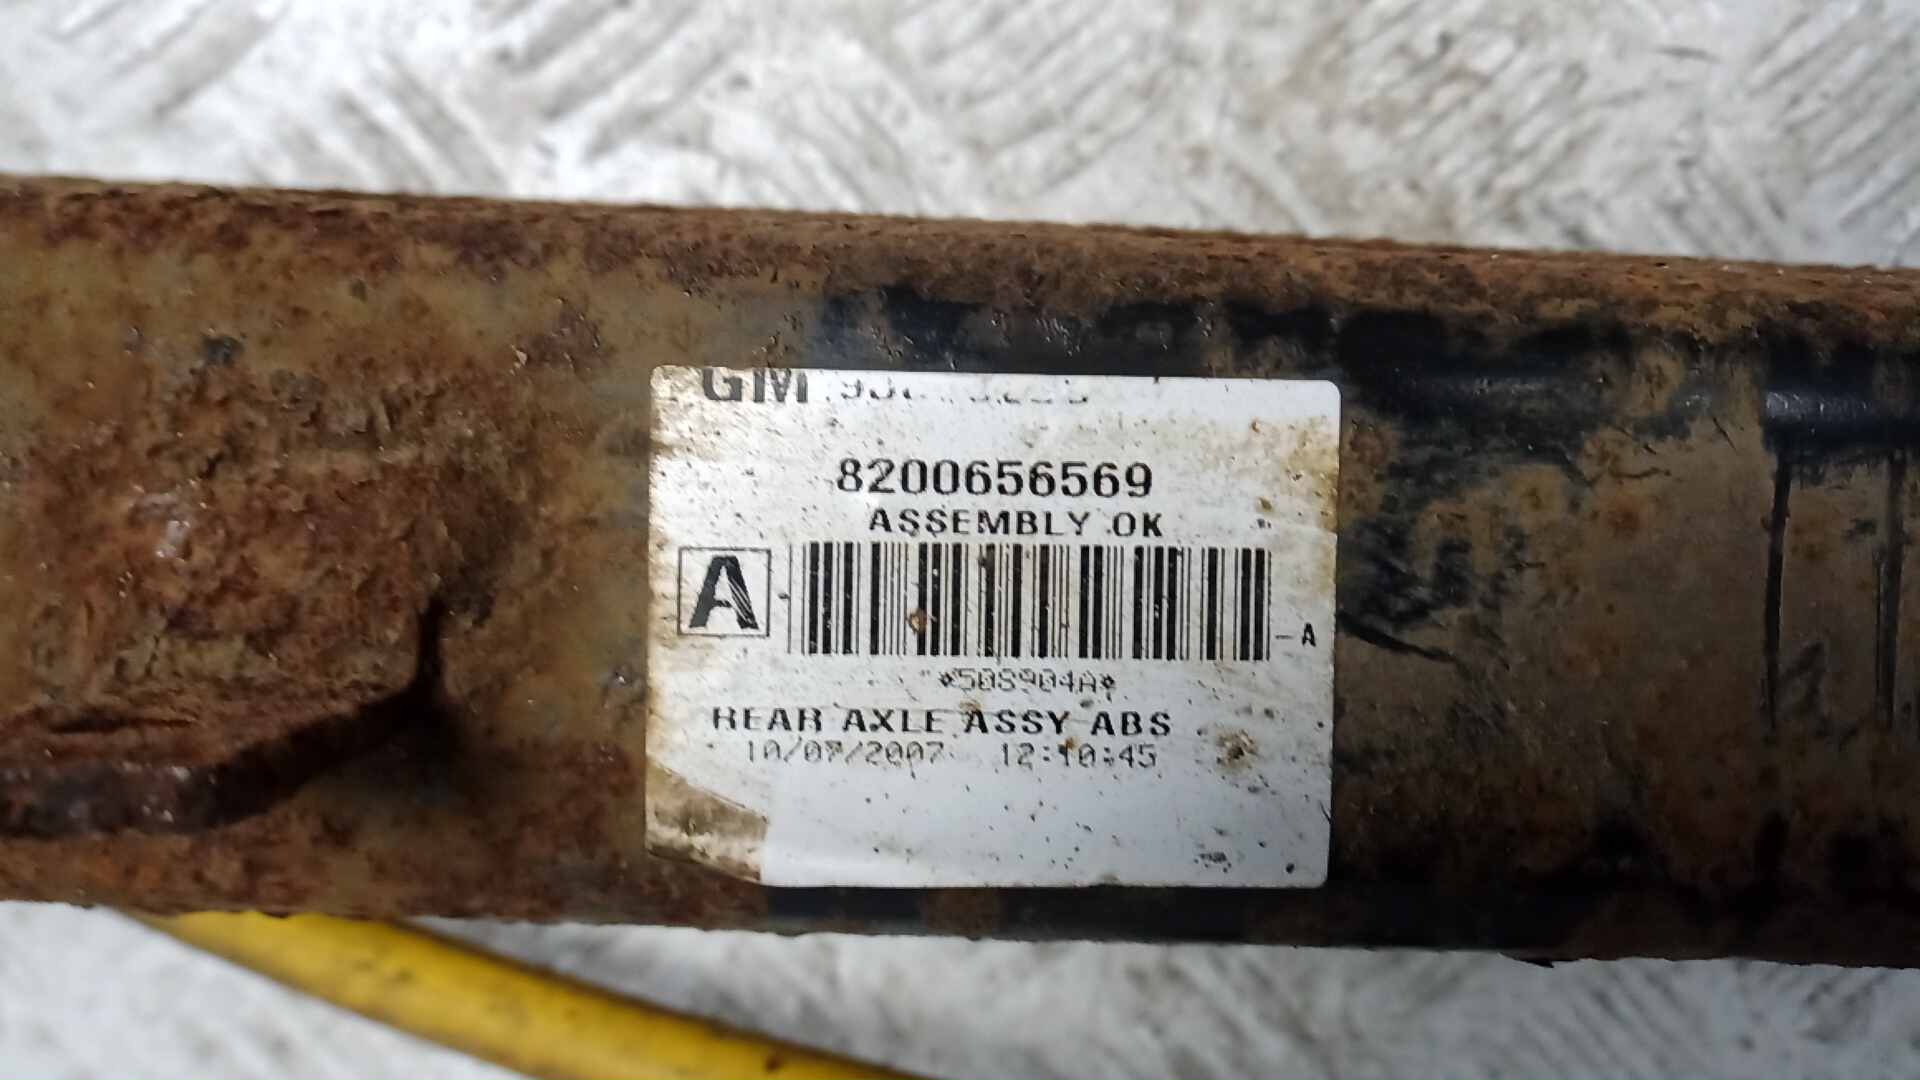 GM
8200656569
ASSEMBLY OK
A
-A
*508904A*
REAR AXLE ASSY ABS
10/07/2007 12:10:45